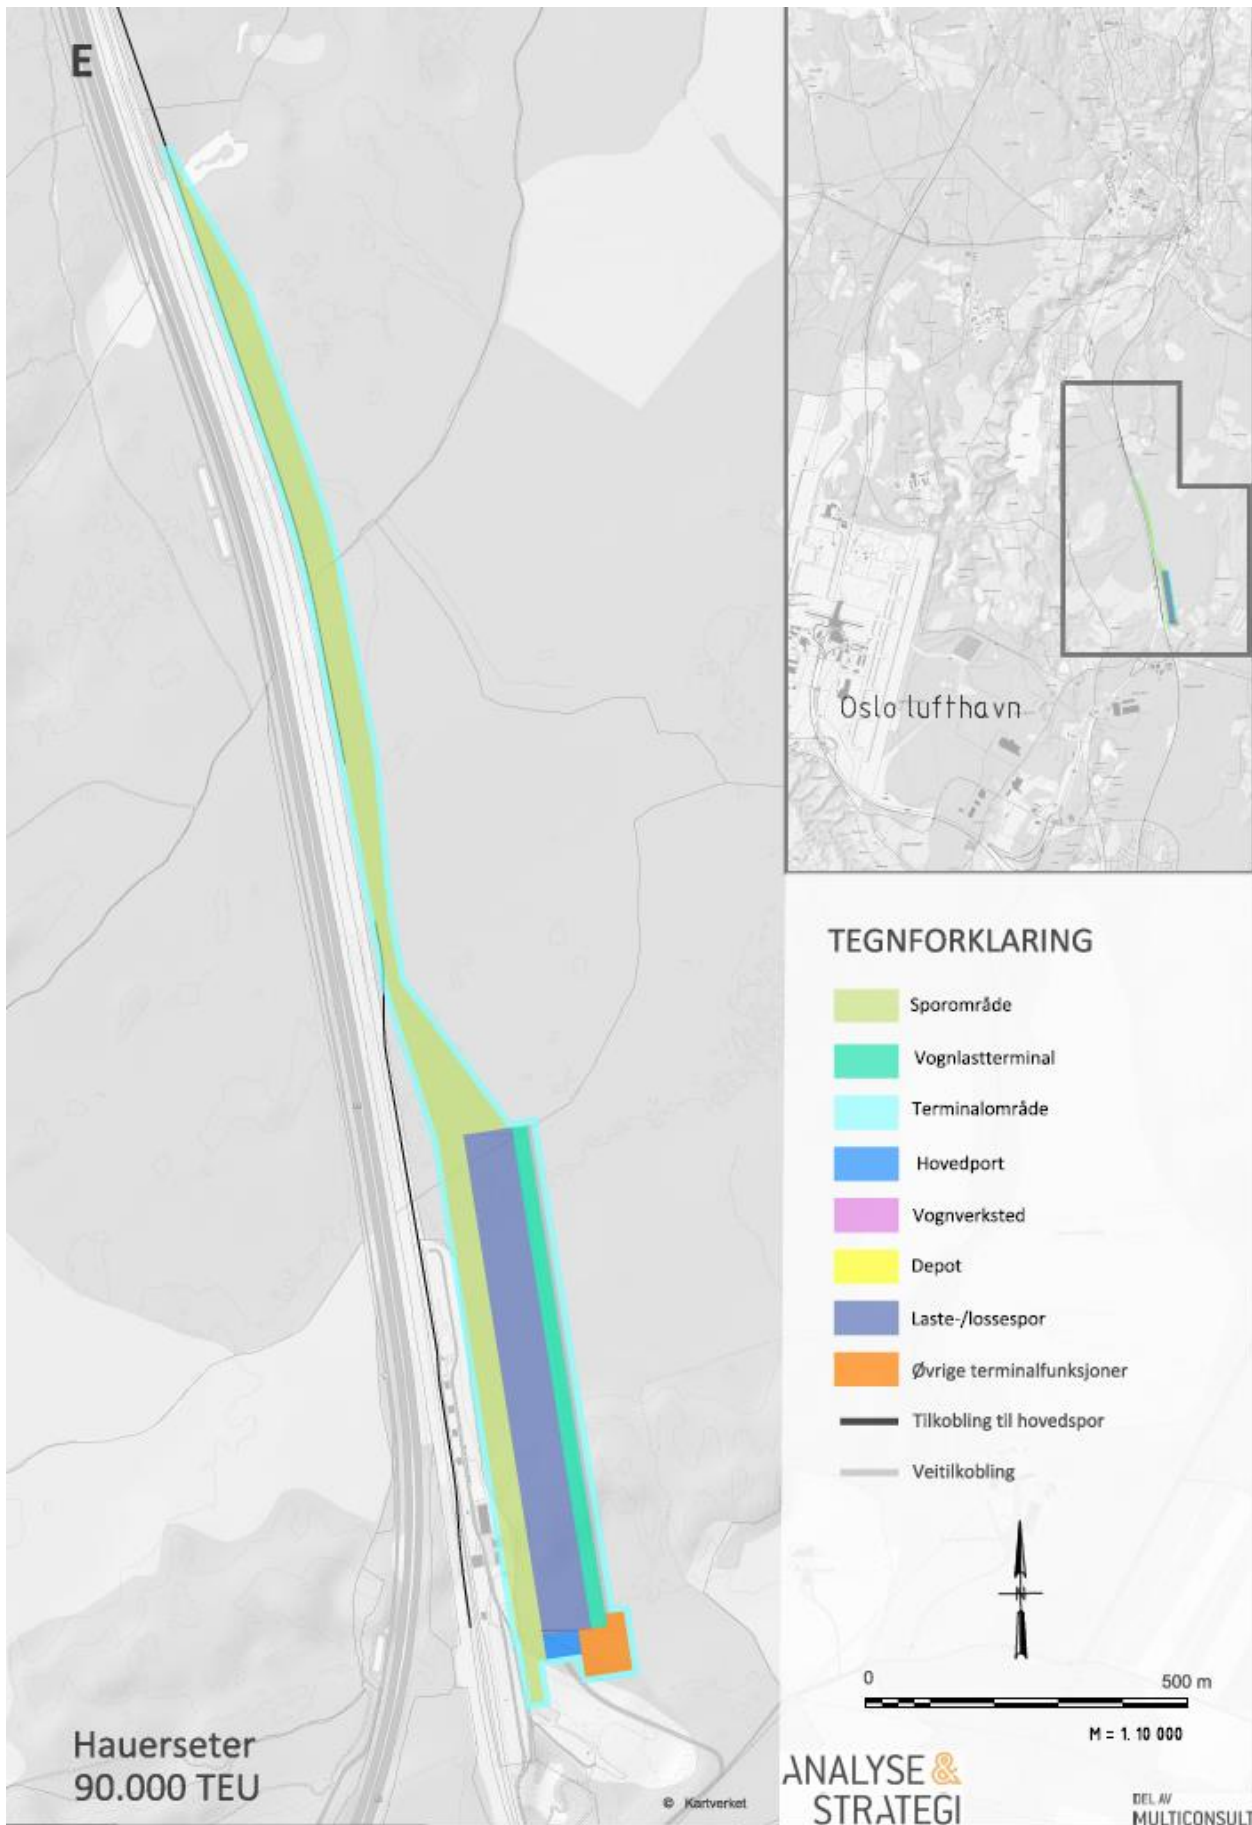 E
Oslo lufthavn
TEGNFORKLARING
Sporområde
Vognlastterminal
Terminalområde
Hovedport
Vognverksted
Depot
Laste-/lossespor
Øvrige terminalfunksjoner
Tilkobling til hovedspor
Veitilkobling
N
0 500 m
M = 1. 10 000
Hauerseter
90.000 TEU
© Kartverket
ANALYSE &
STRATEGI
DEL AV
MULTICONSULT